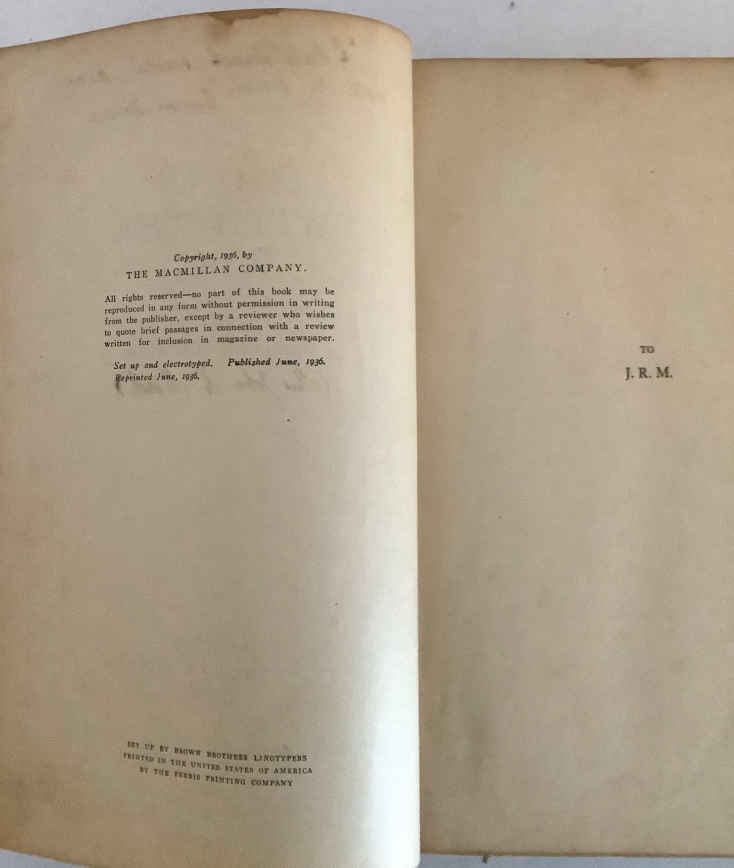 Copyright, 1936, by
THE MACMILLAN COMPANY.
All rights reserved—no part of this book may be
reproduced in any form without permission in writing
from the publisher, except by a reviewer who wishes
to quote brief passages in connection with a review
written for inclusion in magazine or newspaper.
Set up and electrotyped. Published June, 1936.
Reprinted June, 1936.
SET UP BY BROWN BROTHERS LINOTYPERS
PRINTED IN THE UNITED STATES OF AMERICA
BY THE FERRIS PRINTING COMPANY
TO
J. R. M.